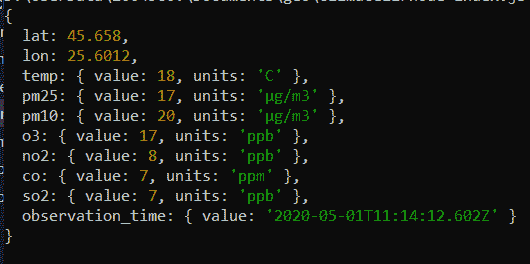 {
lat: 45.658,
lon: 25.6012,
temp: { value: 18, units: 'C' },
pm25: { value: 17, units: 'µg/m3' },
pm10: { value: 20, units: 'µg/m3' },
o3: { value: 17, units: 'ppb' },
no2: { value: 8, units: 'ppb' },
co: { value: 7, units: 'ppm' },
so2: { value: 7, units: 'ppb' },
observation_time: { value: '2020-05-01T11:14:12.602Z' }
}